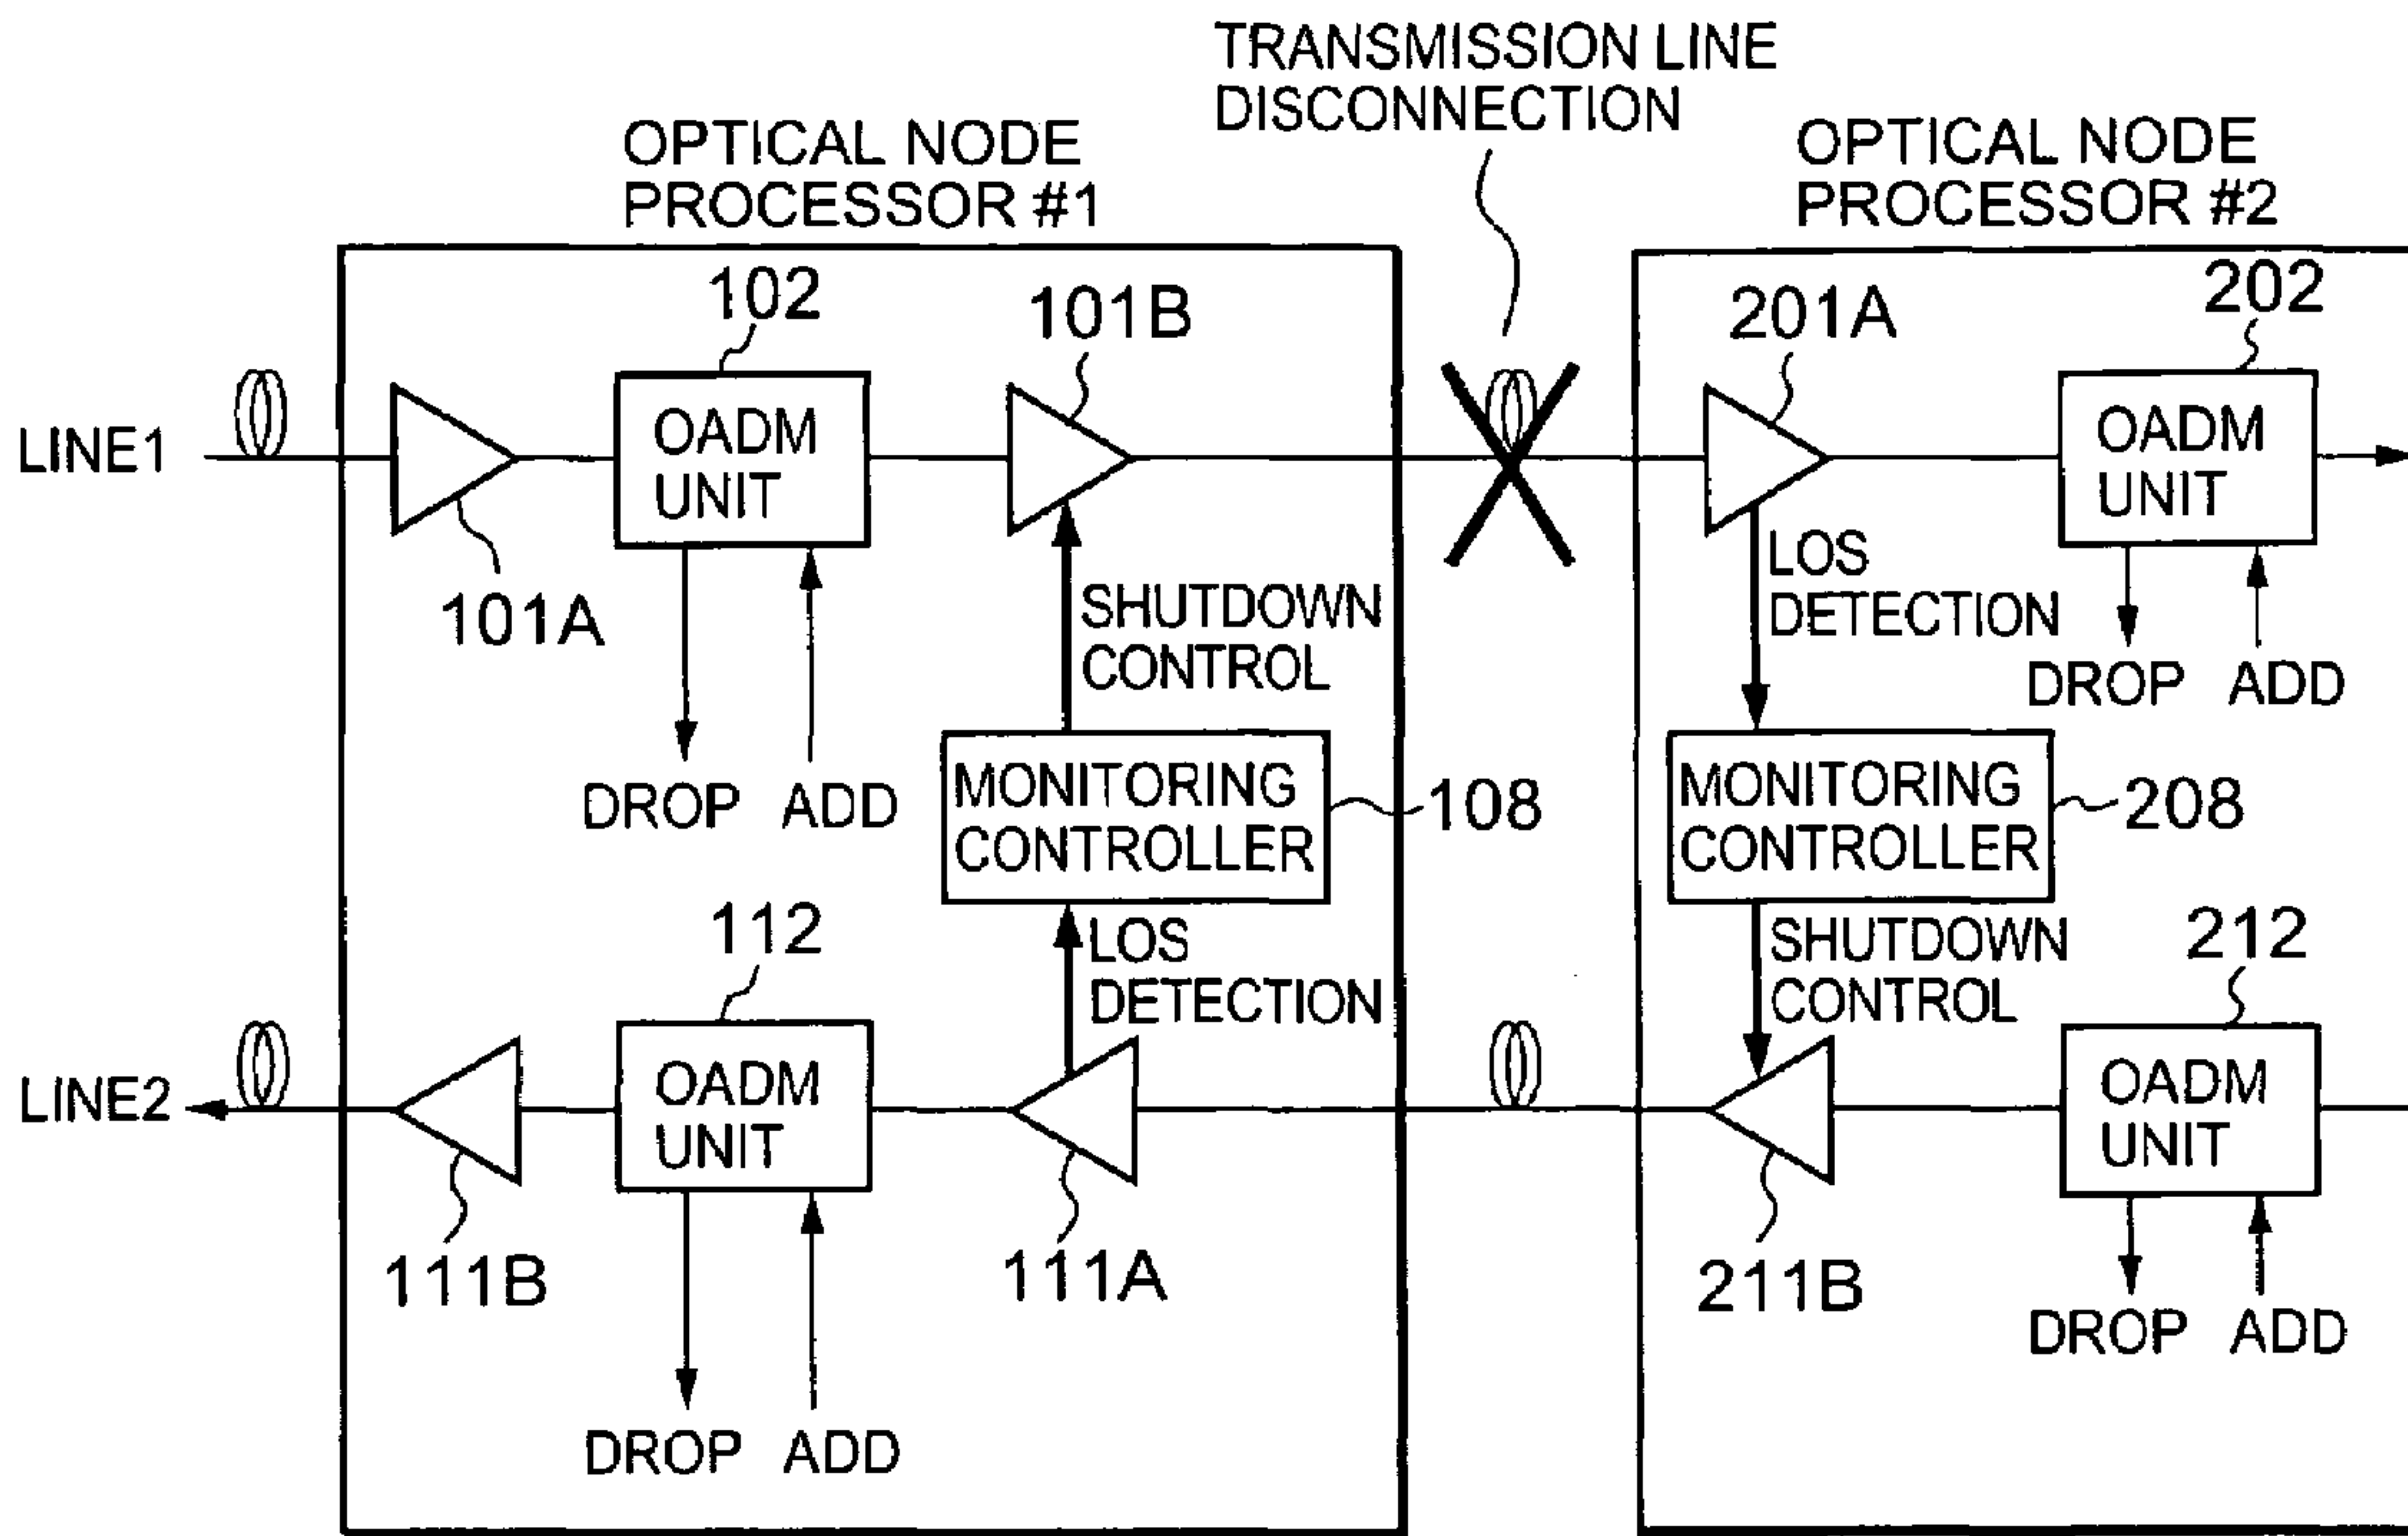 TRANSMISSION LINE
DISCONNECTION
OPTICAL NODE
PROCESSOR #1
OPTICAL NODE
PROCESSOR #2
102
101B
201A
202
LINE1
OADM
UNIT
OADM
UNIT
101A
SHUTDOWN
CONTROL
LOS
DETECTION
DROP
ADD
DROP
ADD
MONITORING
CONTROLLER
108
MONITORING
CONTROLLER
208
112
LOS
DETECTION
SHUTDOWN
CONTROL
212
LINE2
OADM
UNIT
OADM
UNIT
111B
111A
211B
DROP
ADD
DROP
ADD